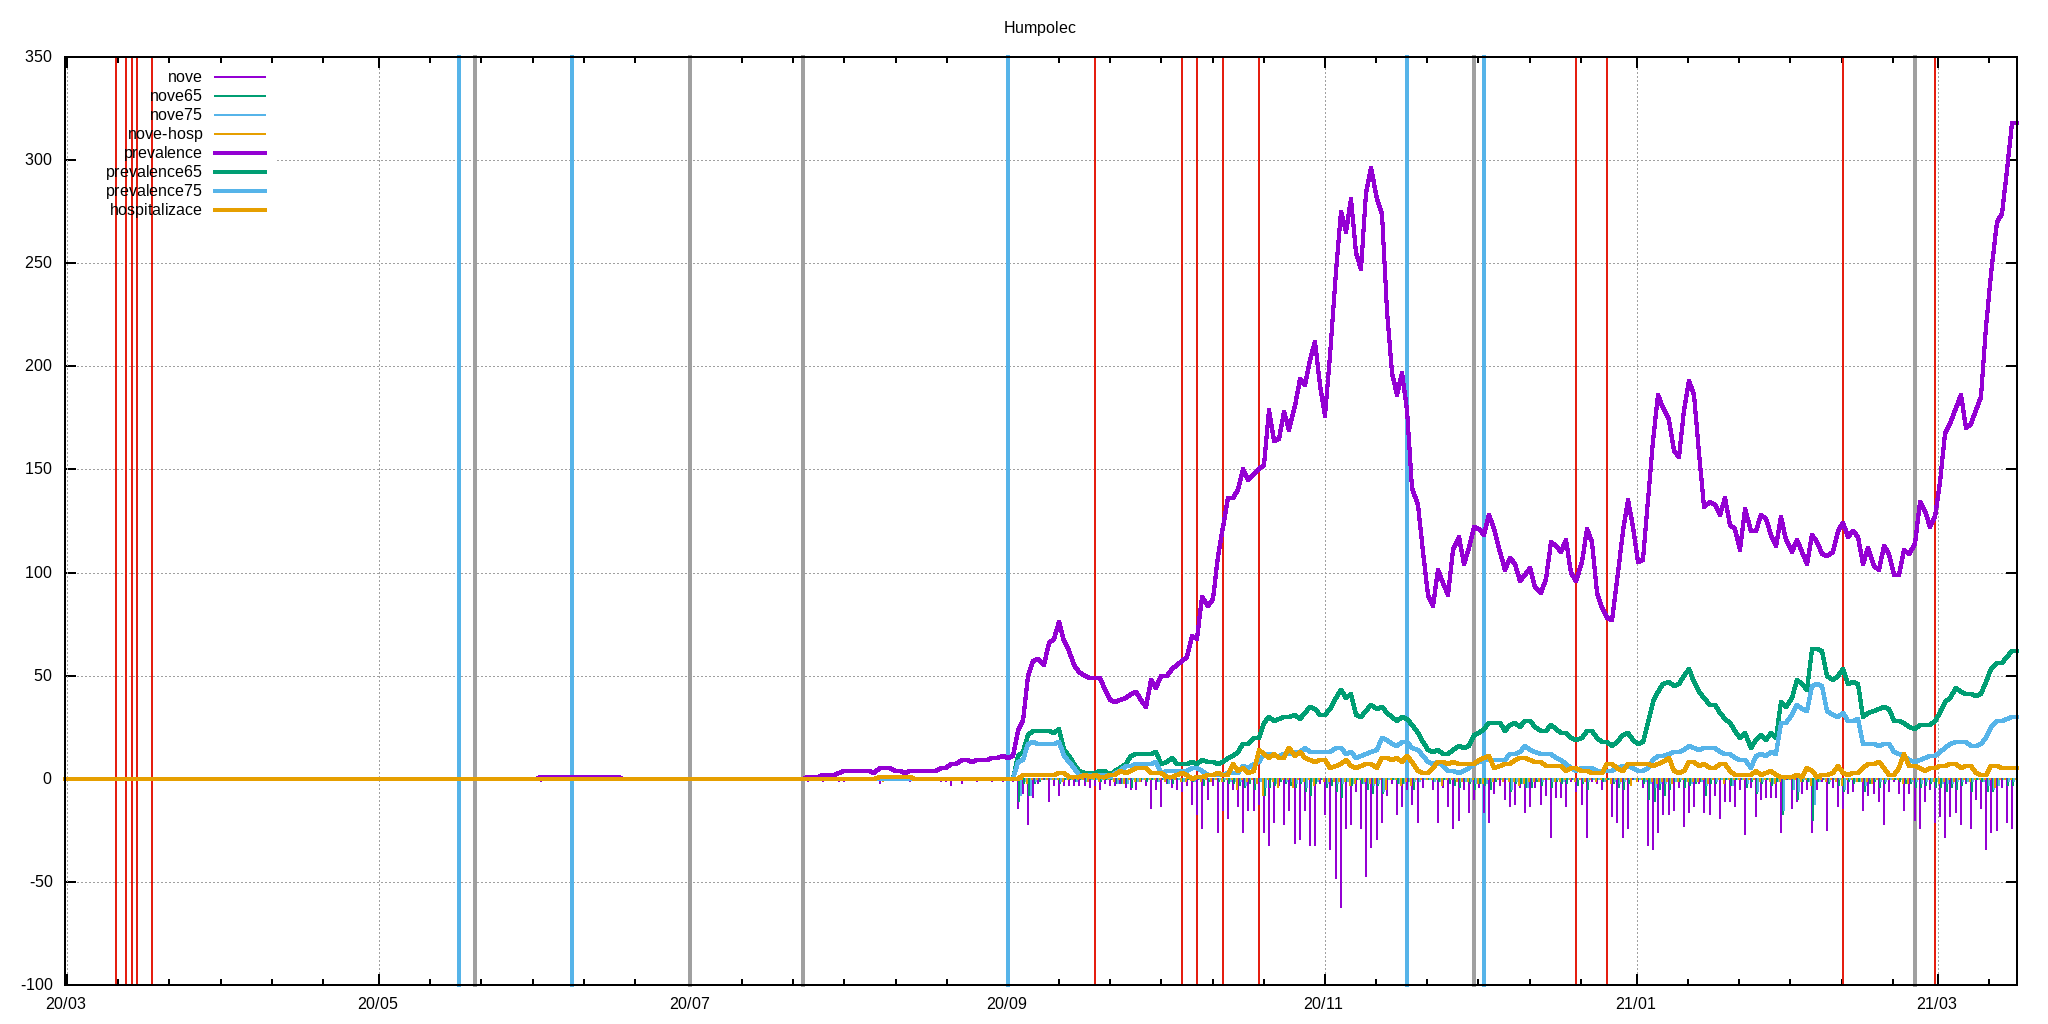 Humpolec
350
300
250
200
150
100
50
0
-50
-100
nove
nove65
nove75
nove-hosp
prevalence
prevalence65
prevalence75
hospitalizace
20/03 20/05 20/07 20/09 20/11 21/01 21/03